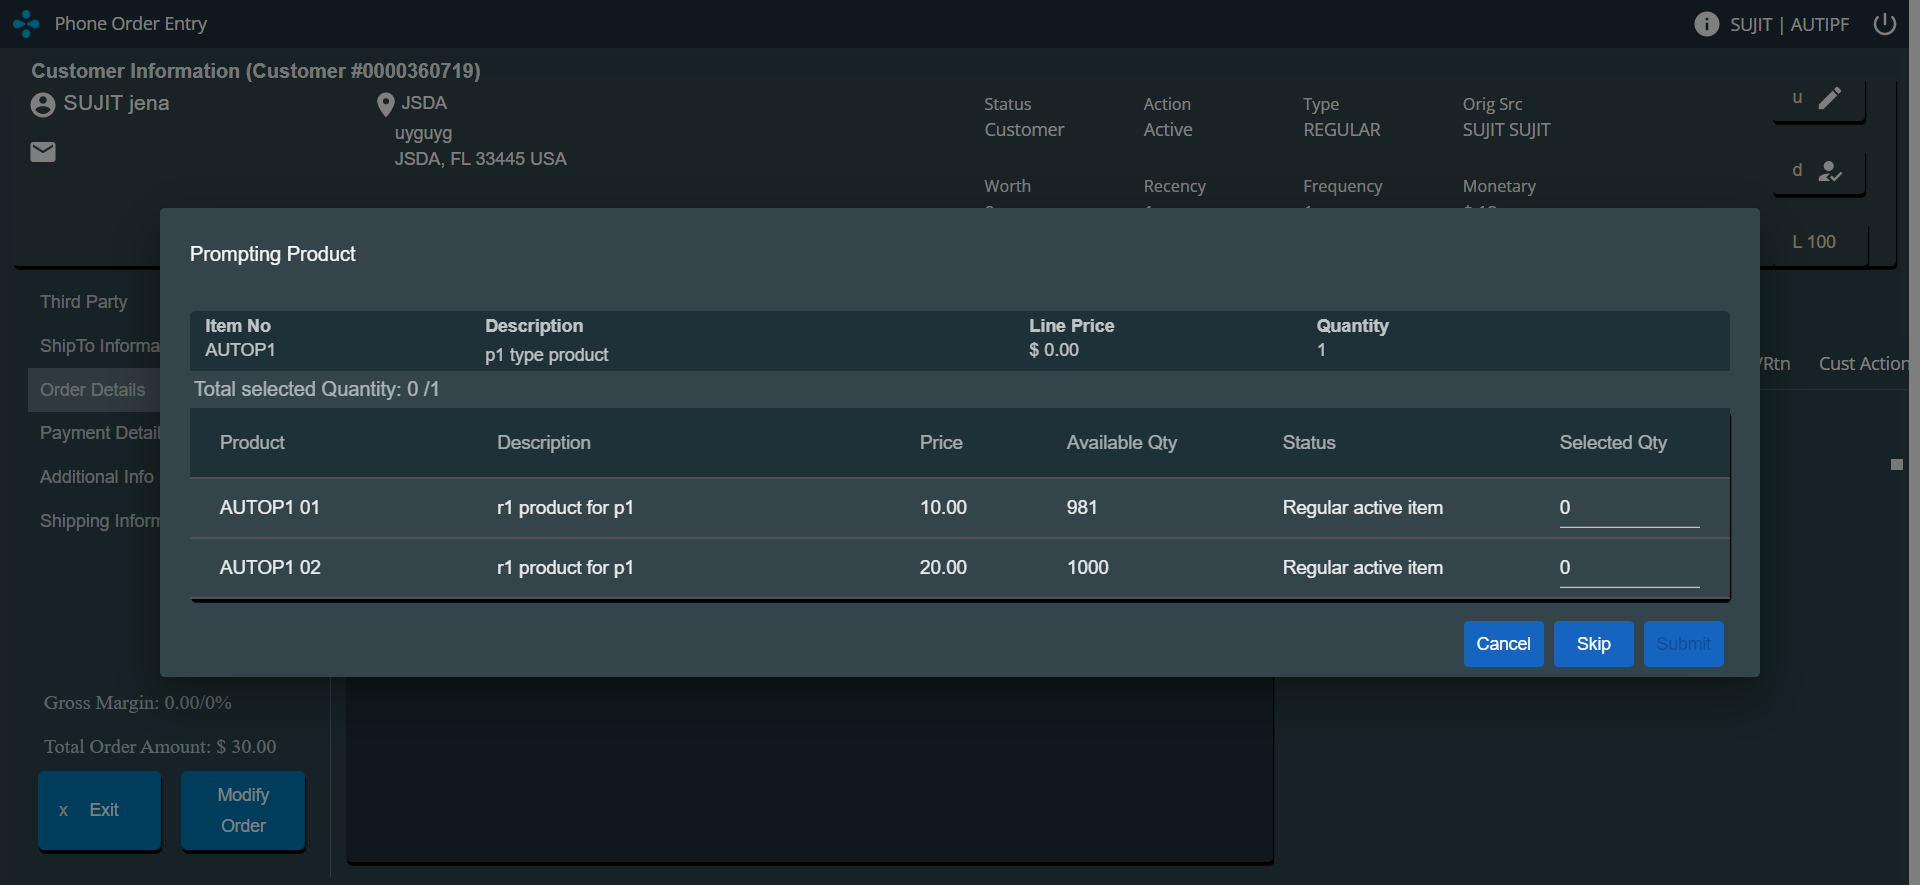 Phone Order Entry
SUJIT | AUTIPF
Customer Information (Customer #0000360719)
SUJIT jena
JSDA
uyguyg
JSDA, FL 33445 USA
Status Action Type Orig Src
Customer Active REGULAR SUJIT SUJIT
Worth Recency Frequency Monetary
u
d
L 100
Third Party
ShipTo Informa
Order Details
Payment Detail
Additional Info
Shipping Inform
/Rtn Cust Action
Prompting Product
Item No Description Line Price Quantity
AUTOP1 p1 type product $ 0.00 1
Total selected Quantity: 0 /1
Product Description Price Available Qty Status Selected Qty
AUTOP1 01 r1 product for p1 10.00 981 Regular active item 0
AUTOP1 02 r1 product for p1 20.00 1000 Regular active item 0
Cancel Skip Submit
Gross Margin: 0.00/0%
Total Order Amount: $ 30.00
x Exit
Modify
Order